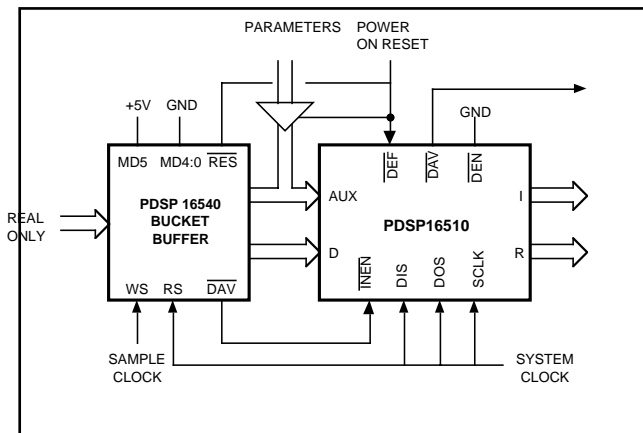 PARAMETERS
POWER
ON RESET
+5V
GND
GND
MD5
MD4:0
RES
DEF
DAV
DEN
PDSP 16540
BUCKET
BUFFER
AUX
PDSP16510
I
REAL
ONLY
D
R
INEN
DIS
DOS
SCLK
WS
RS
DAV
SAMPLE
CLOCK
SYSTEM
CLOCK